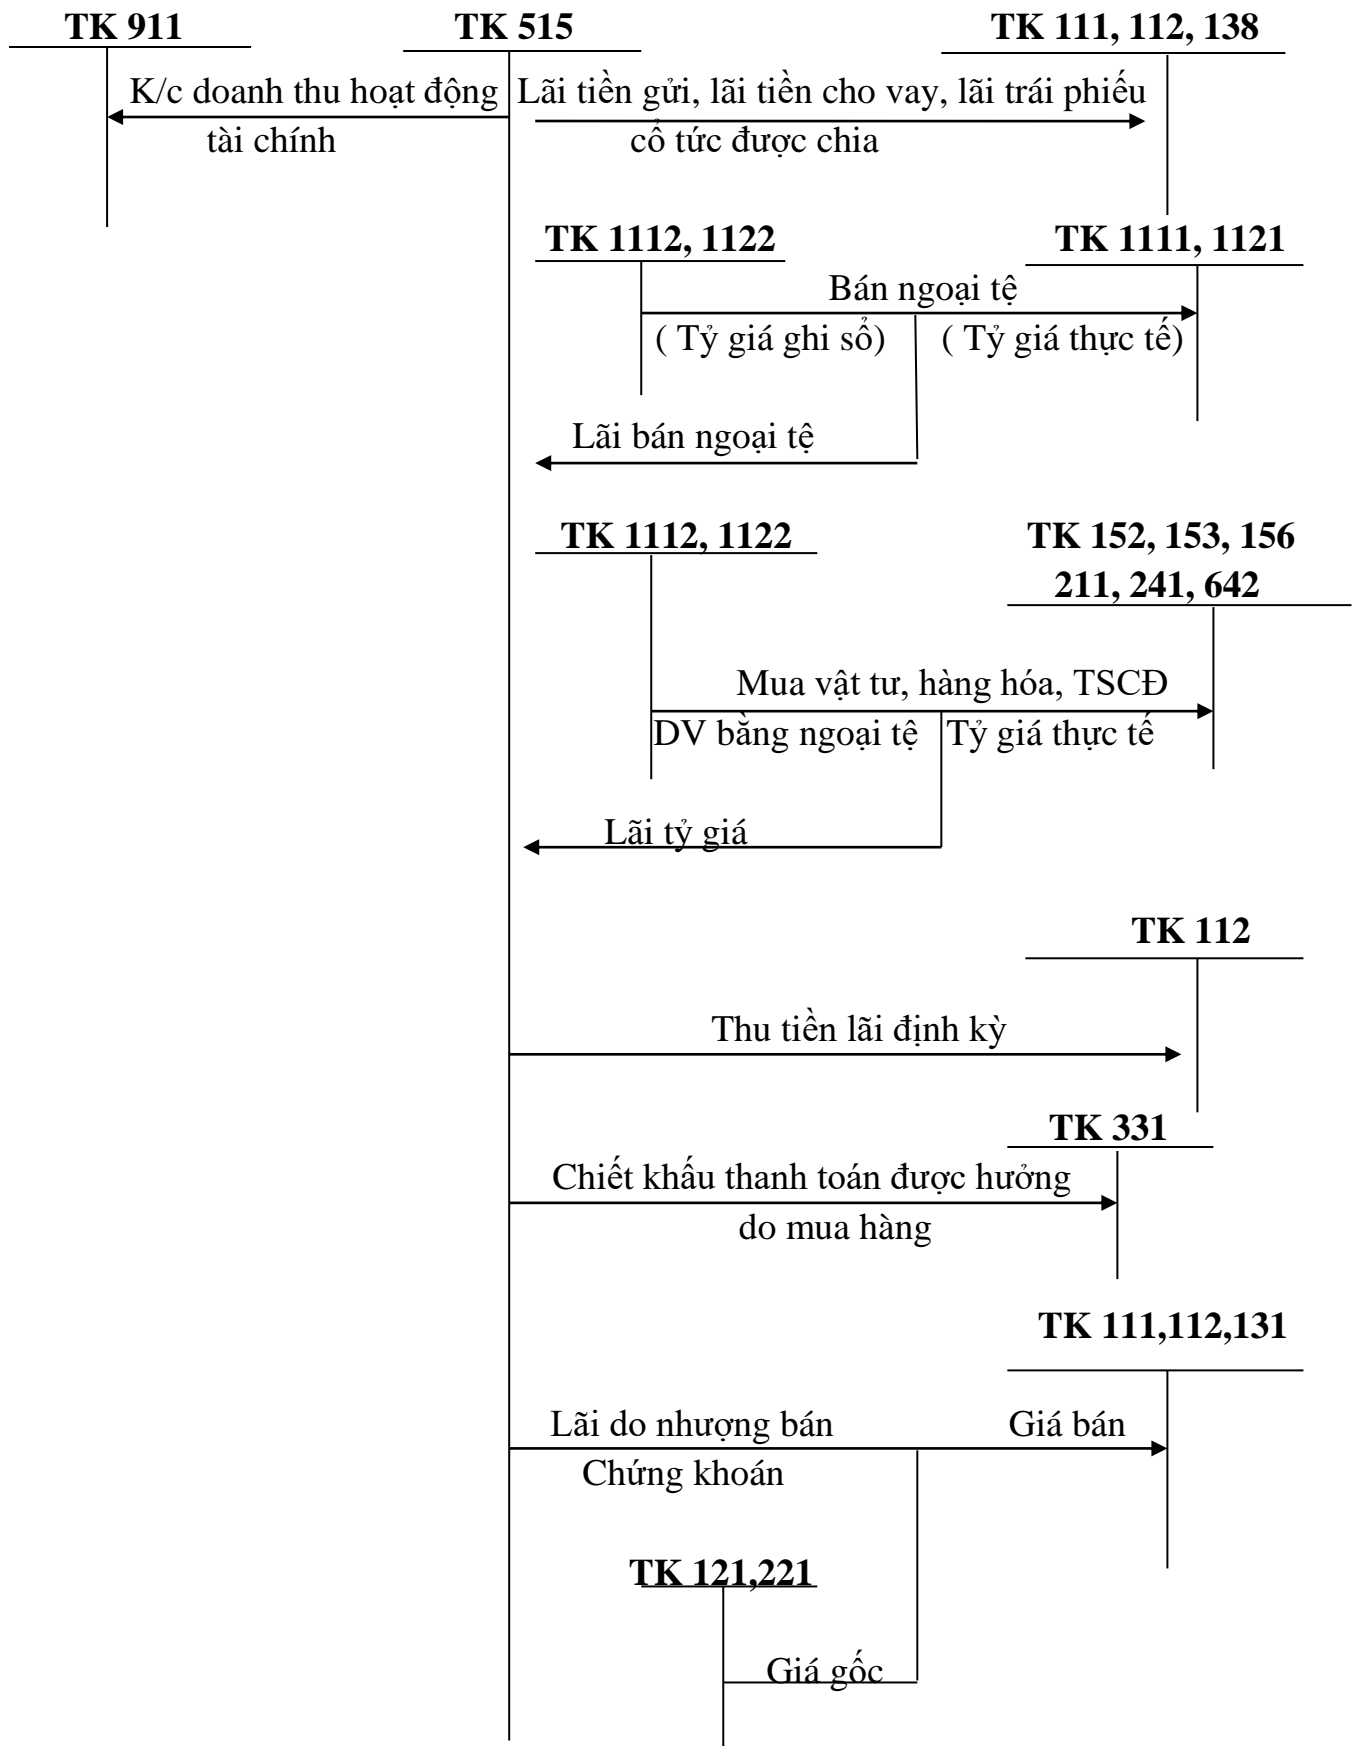 TK 911
TK 515
TK 111, 112, 138
K/c doanh thu hoạt động
Lãi tiền gửi, lãi tiền cho vay, lãi trái phiếu
tài chính
cổ tức được chia
TK 1112, 1122
TK 1111, 1121
Bán ngoại tệ
( Tỷ giá ghi sổ)
( Tỷ giá thực tế)
Lãi bán ngoại tệ
TK 1112, 1122
TK 152, 153, 156
211, 241, 642
Mua vật tư, hàng hóa, TSCĐ
DV bằng ngoại tệ
Tỷ giá thực tế
Lãi tỷ giá
TK 112
Thu tiền lãi định kỳ
TK 331
Chiết khấu thanh toán được hưởng
do mua hàng
TK 111,112,131
Lãi do nhượng bán
Giá bán
Chứng khoán
TK 121,221
Giá gốc